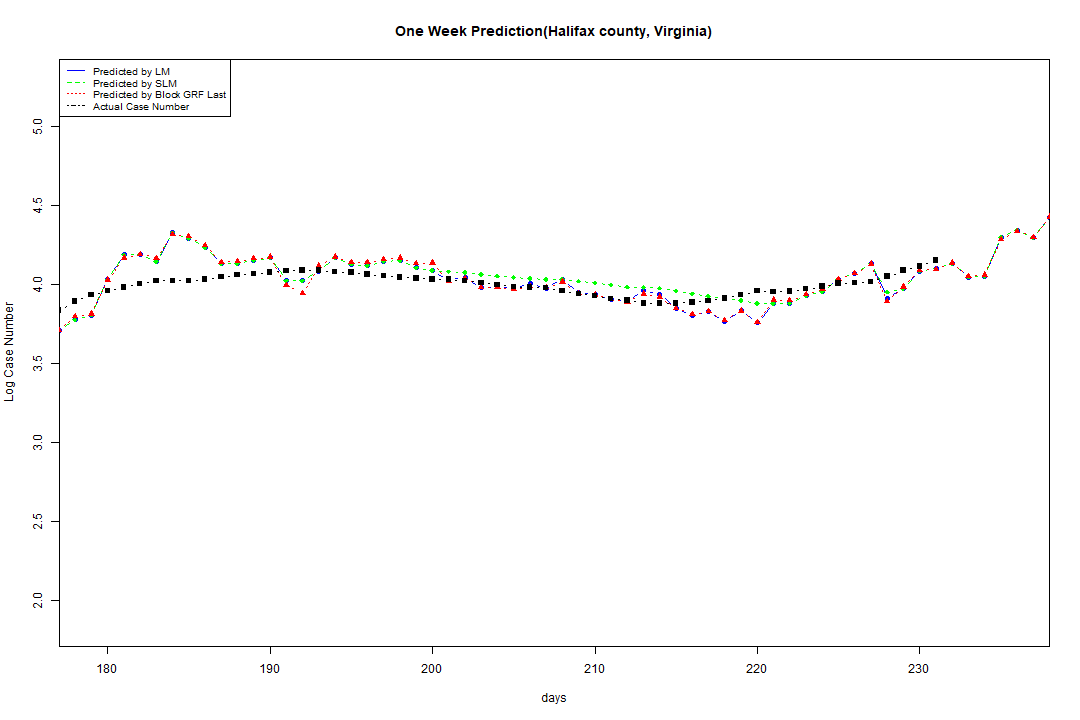 One Week Prediction(Halifax county, Virginia)
Predicted by LM
Predicted by SLM
Predicted by Block GRF Last
Actual Case Number
5.0
4.5
4.0
3.5
3.0
2.5
2.0
Log Case Number
180 190 200 210 220 230
days